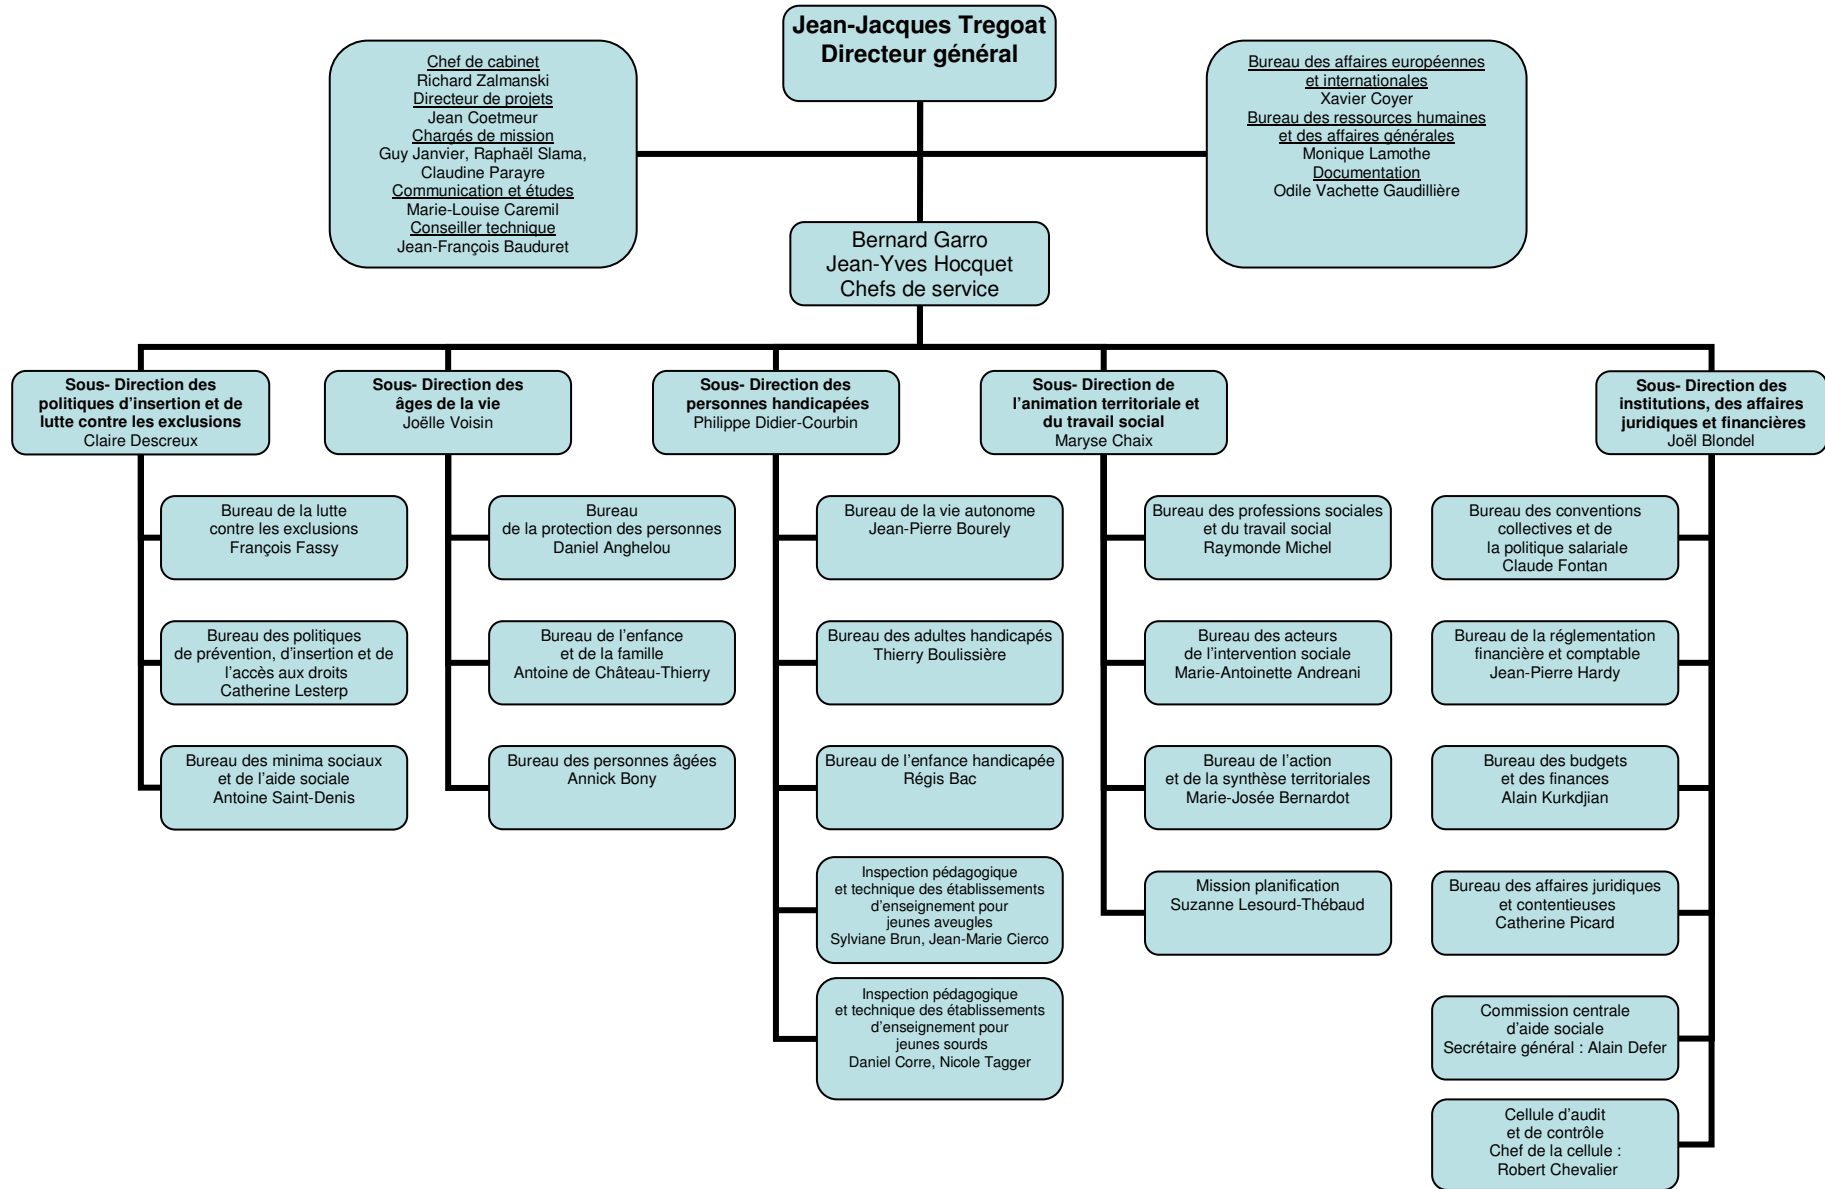 Jean-Jacques Tregoat
Directeur général
Chef de cabinet
Richard Zalmanski
Directeur de projets
Jean Coetmeur
Chargés de mission
Guy Janvier, Raphaël Slama,
Claudine Parayre
Communication et études
Marie-Louise Caremil
Conseiller technique
Jean-François Bauduret
Bureau des affaires européennes
et internationales
Xavier Coyer
Bureau des ressources humaines
et des affaires générales
Monique Lamothe
Documentation
Odile Vachette Gaudillière
Bernard Garro
Jean-Yves Hocquet
Chefs de service
Sous- Direction des
politiques d’insertion et de
lutte contre les exclusions
Claire Descreux
Sous- Direction des
âges de la vie
Joëlle Voisin
Sous- Direction des
personnes handicapées
Philippe Didier-Courbin
Sous- Direction de
l’animation territoriale et
du travail social
Maryse Chaix
Sous- Direction des
institutions, des affaires
juridiques et financières
Joël Blondel
Bureau de la lutte
contre les exclusions
François Fassy
Bureau des politiques
de prévention, d’insertion et de
l’accès aux droits
Catherine Lesterp
Bureau des minima sociaux
et de l’aide sociale
Antoine Saint-Denis
Bureau
de la protection des personnes
Daniel Anghelou
Bureau de l’enfance
et de la famille
Antoine de Château-Thierry
Bureau des personnes âgées
Annick Bony
Bureau de la vie autonome
Jean-Pierre Bourely
Bureau des adultes handicapés
Thierry Boulissière
Bureau de l’enfance handicapée
Régis Bac
Inspection pédagogique
et technique des établissements
d’enseignement pour
jeunes aveugles
Sylviane Brun, Jean-Marie Cierco
Inspection pédagogique
et technique des établissements
d’enseignement pour
jeunes sourds
Daniel Corre, Nicole Tagger
Bureau des professions sociales
et du travail social
Raymonde Michel
Bureau des acteurs
de l’intervention sociale
Marie-Antoinette Andreani
Bureau de l’action
et de la synthèse territoriales
Marie-Josée Bernardot
Mission planification
Suzanne Lesourd-Thébaud
Bureau des conventions
collectives et de
la politique salariale
Claude Fontan
Bureau de la réglementation
financière et comptable
Jean-Pierre Hardy
Bureau des budgets
et des finances
Alain Kurkdjian
Bureau des affaires juridiques
et contentieuses
Catherine Picard
Commission centrale
d’aide sociale
Secrétaire général : Alain Defer
Cellule d’audit
et de contrôle
Chef de la cellule :
Robert Chevalier